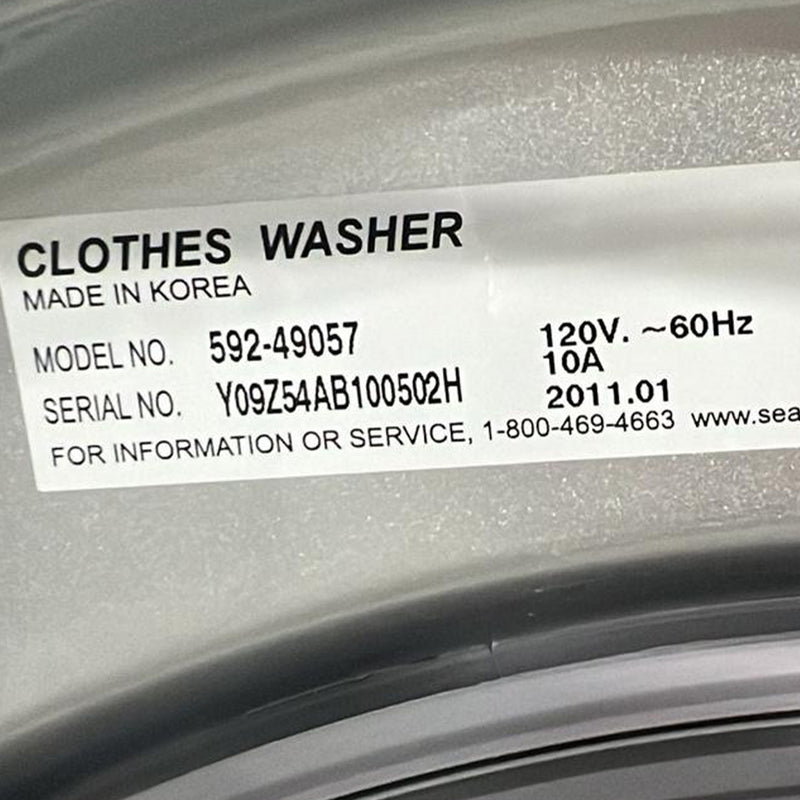 CLOTHES WASHER
MADE IN KOREA
MODEL NO. 592-49057 120V. ~60Hz
10A
SERIAL NO. Y09Z54AB100502H 2011.01
FOR INFORMATION OR SERVICE, 1-800-469-4663 www.sea